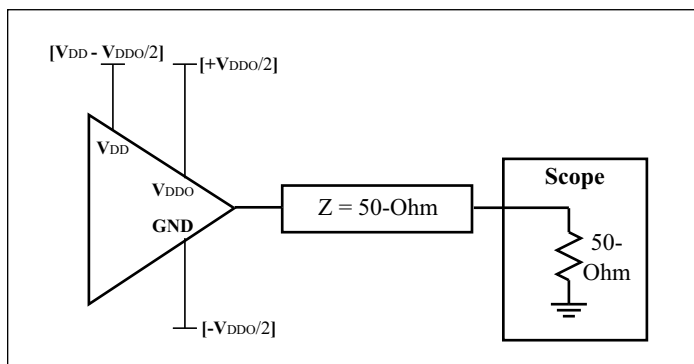 [VDD - VDDO/2]
[+VDDO/2]
VDD
VDDO
GND
[-VDDO/2]
Z = 50-Ohm
Scope
50-
Ohm